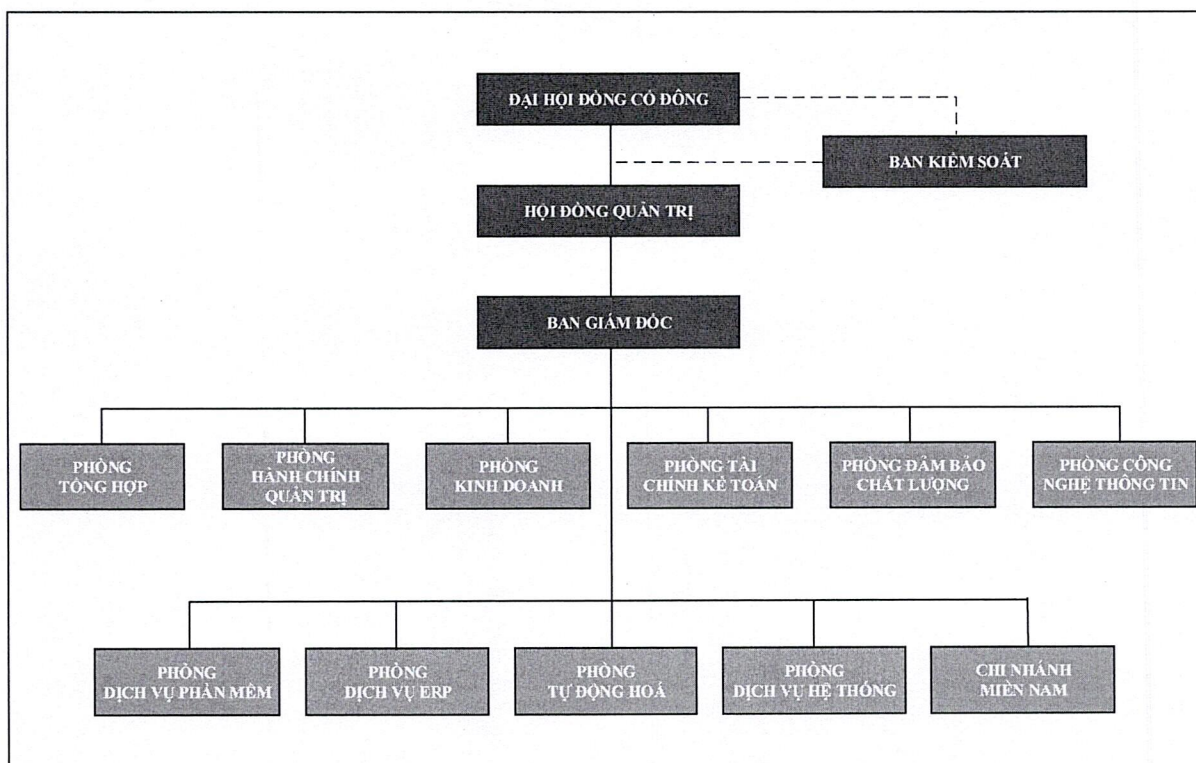 ĐẠI HỘI ĐỒNG CỔ ĐÔNG
BAN KIỂM SOÁT
HỘI ĐỒNG QUẢN TRỊ
BAN GIÁM ĐỐC
PHÒNG
TỔNG HỢP
PHÒNG
HÀNH CHÍNH
QUẢN TRỊ
PHÒNG
KINH DOANH
PHÒNG TÀI
CHÍNH KẾ TOÁN
PHÒNG ĐẢM BẢO
CHẤT LƯỢNG
PHÒNG CÔNG
NGHỆ THÔNG TIN
PHÒNG
DỊCH VỤ PHẦN MỀM
PHÒNG
DỊCH VỤ ERP
PHÒNG
TỰ ĐỘNG HOÁ
PHÒNG
DỊCH VỤ HỆ THỐNG
CHI NHÁNH
MIỀN NAM